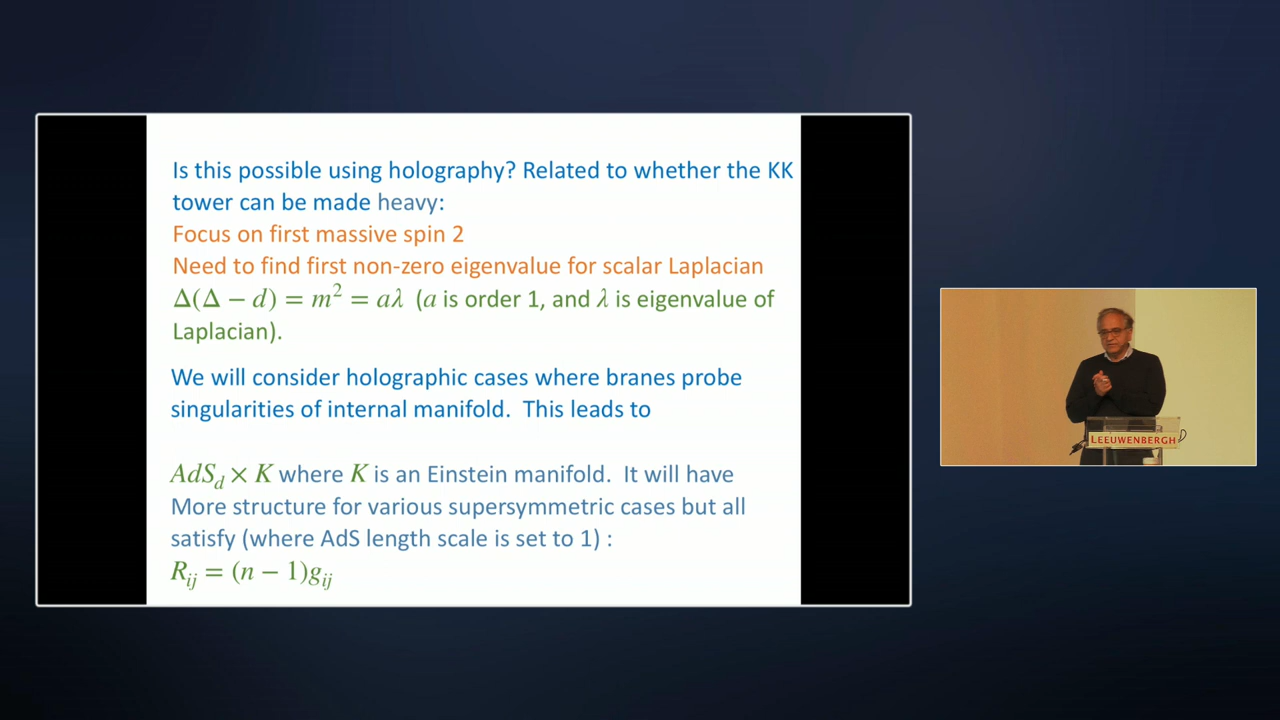 Is this possible using holography? Related to whether the KK
tower can be made heavy:
Focus on first massive spin 2
Need to find first non-zero eigenvalue for scalar Laplacian
Δ(Δ − d) = m² = aλ (a is order 1, and λ is eigenvalue of
Laplacian).
We will consider holographic cases where branes probe
singularities of internal manifold. This leads to
AdS_d × K where K is an Einstein manifold. It will have
More structure for various supersymmetric cases but all
satisfy (where AdS length scale is set to 1) :
R_ij = (n − 1)g_ij
LEEUWENBERGH